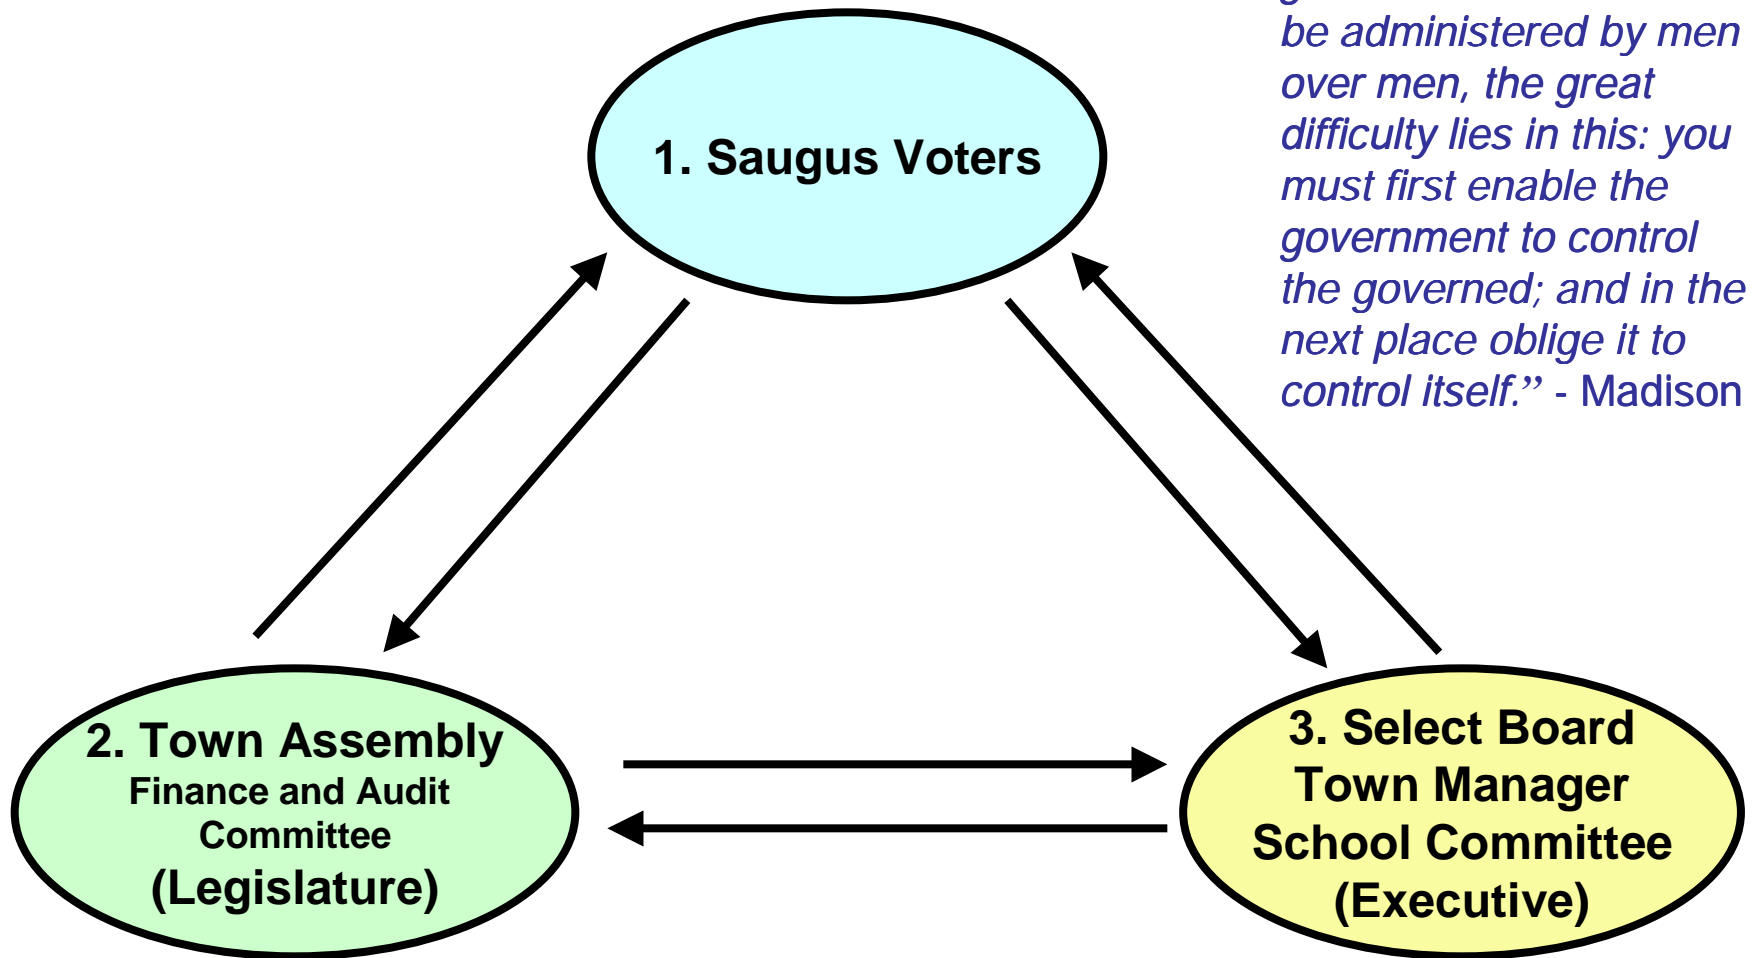 be administered by men
over men, the great
difficulty lies in this: you
must first enable the
government to control
the governed; and in the
next place oblige it to
control itself.” - Madison
1. Saugus Voters
2. Town Assembly
Finance and Audit
Committee
(Legislature)
3. Select Board
Town Manager
School Committee
(Executive)